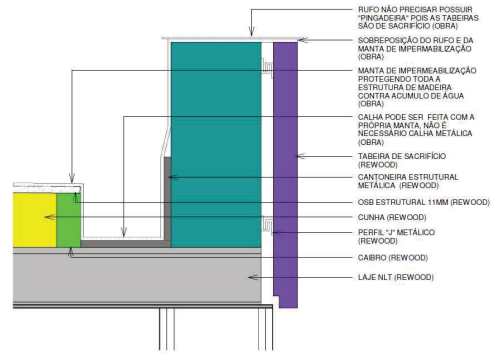 RUFO NÃO PRECISAR POSSUIR
"PINGADEIRA" POIS AS TABEIRAS
SÃO DE SACRIFÍCIO (OBRA)
SOBREPOSIÇÃO DO RUFO E DA
MANTA DE IMPERMABILIZAÇÃO
(OBRA)
MANTA DE IMPERMEABILIZAÇÃO
PROTEGENDO TODA A
ESTRUTURA DE MADEIRA
CONTRA ACUMULO DE ÁGUA
(OBRA)
CALHA PODE SER FEITA COM A
PRÓPRIA MANTA, NÃO É
NECESSÁRIO CALHA METÁLICA
(OBRA)
TABEIRA DE SACRIFÍCIO
(REWOOD)
CANTONEIRA ESTRUTURAL
METÁLICA (REWOOD)
OSB ESTRUTURAL 11MM (REWOOD)
CUNHA (REWOOD)
PERFIL "J" METÁLICO
(REWOOD)
CAIBRO (REWOOD)
LAJE NLT (REWOOD)